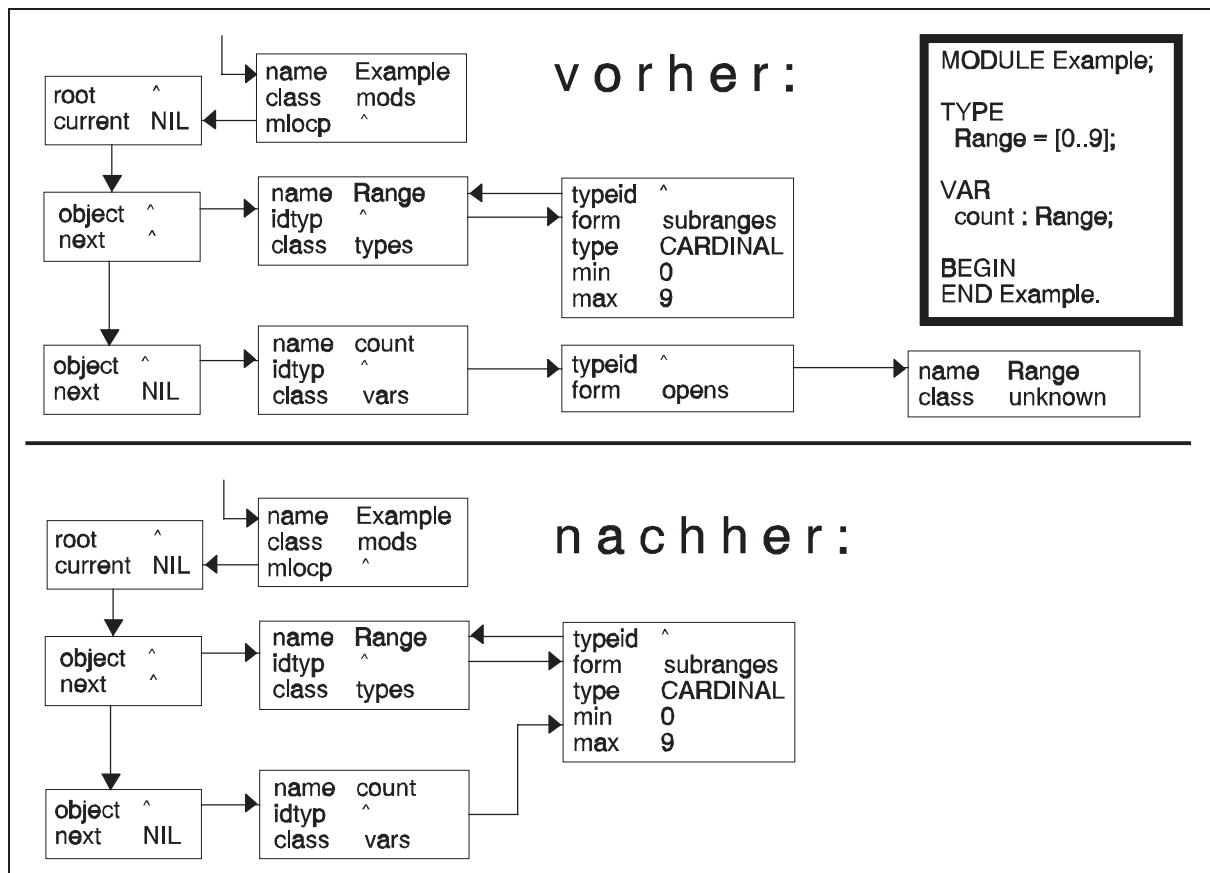 vorher:
name Example
class mods
mlocp ^
root ^
current NIL
object ^
next ^
name Range
idtyp ^
class types
typeid ^
form subranges
type CARDINAL
min 0
max 9
object ^
next NIL
name count
idtyp ^
class vars
typeid ^
form opens
name Range
class unknown
MODULE Example;
TYPE
Range = [0..9];
VAR
count : Range;
BEGIN
END Example.
nachher:
name Example
class mods
mlocp ^
root ^
current NIL
object ^
next ^
name Range
idtyp ^
class types
typeid ^
form subranges
type CARDINAL
min 0
max 9
object ^
next NIL
name count
idtyp ^
class vars